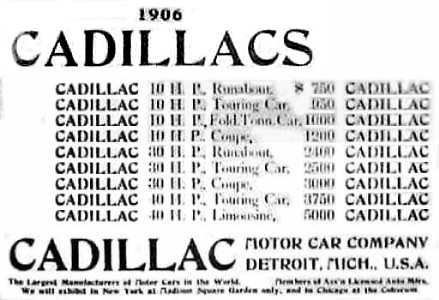 1906
CADILLACS
CADILLAC 10 H. P., Runabout, $ 750 CADILLAC
CADILLAC 10 H. P., Touring Car, 950 CADILLAC
CADILLAC 10 H. P., Fold. Tonn. Car, 1000 CADILLAC
CADILLAC 10 H. P., Coupe, 1200 CADILLAC
CADILLAC 30 H. P., Runabout, 2400 CADILLAC
CADILLAC 30 H. P., Touring Car, 2500 CADILLAC
CADILLAC 30 H. P., Coupe, 3000 CADILLAC
CADILLAC 40 H. P., Touring Car, 3750 CADILLAC
CADILLAC 40 H. P., Limousine, 5000 CADILLAC
CADILLAC MOTOR CAR COMPANY
DETROIT, MICH., U.S.A.
The Largest Manufacturers of Motor Cars in the World. Members of Ass'n Licensed Auto Mfrs.
We will exhibit in New York at Madison Square Garden only, and in Chicago at the Coliseum